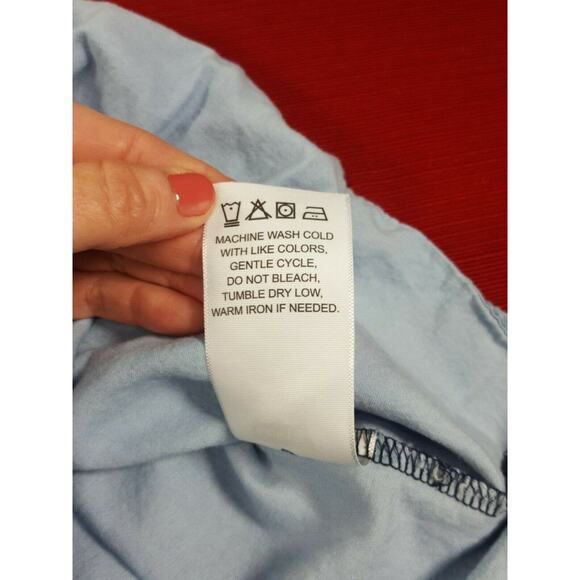 MACHINE WASH COLD
WITH LIKE COLORS,
GENTLE CYCLE,
DO NOT BLEACH,
TUMBLE DRY LOW,
WARM IRON IF NEEDED.